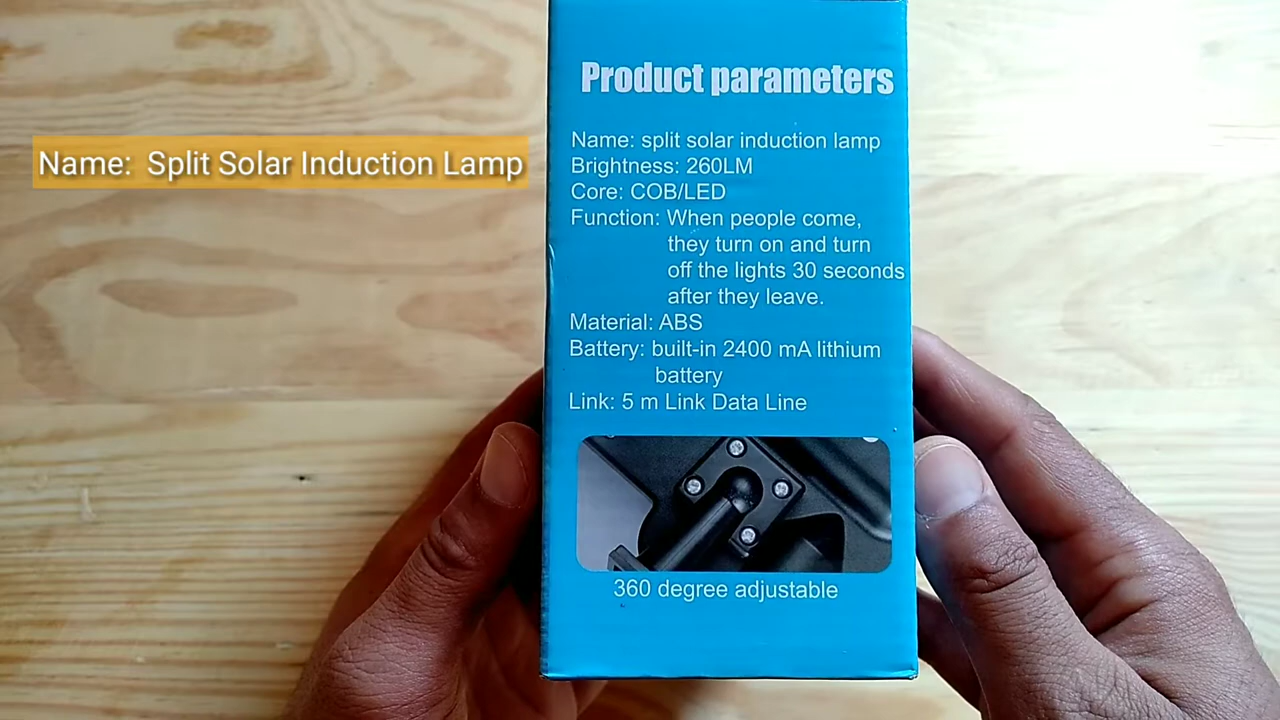 Product parameters
Name: Split Solar Induction Lamp
Name: split solar induction lamp
Brightness: 260LM
Core: COB/LED
Function: When people come,
they turn on and turn
off the lights 30 seconds
after they leave.
Material: ABS
Battery: built-in 2400 mA lithium
battery
Link: 5 m Link Data Line
360 degree adjustable